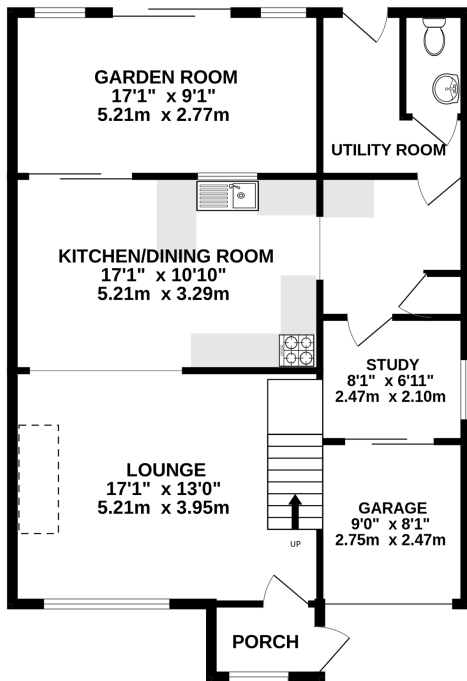 GARDEN ROOM
17'1" x 9'1"
5.21m x 2.77m
UTILITY ROOM
KITCHEN/DINING ROOM
17'1" x 10'10"
5.21m x 3.29m
STUDY
8'1" x 6'11"
2.47m x 2.10m
LOUNGE
17'1" x 13'0"
5.21m x 3.95m
GARAGE
9'0" x 8'1"
2.75m x 2.47m
UP
PORCH